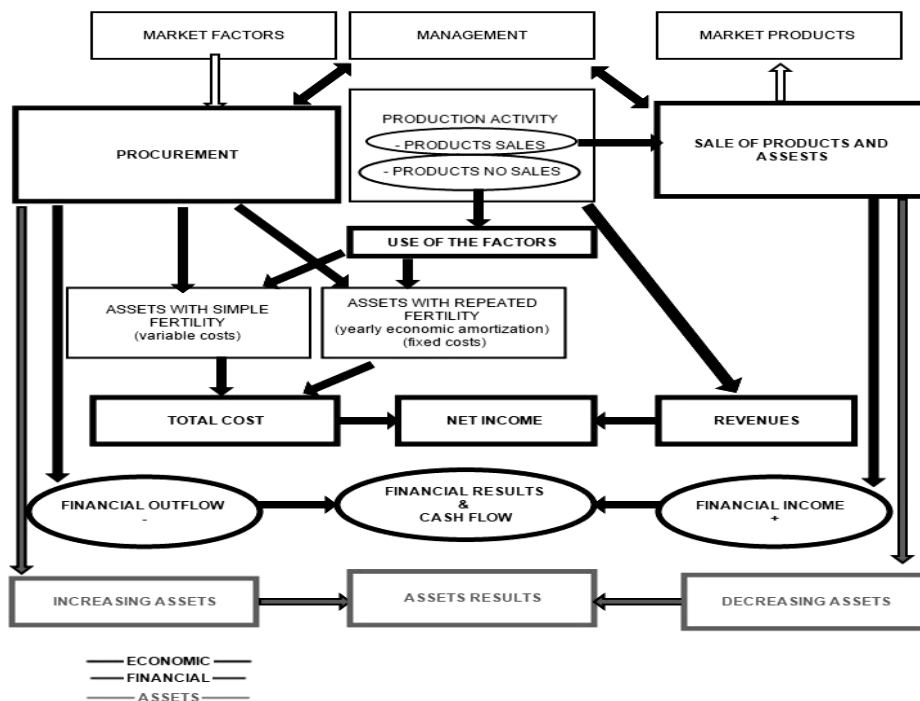 MARKET FACTORS
MANAGEMENT
MARKET PRODUCTS
PROCUREMENT
PRODUCTION ACTIVITY
- PRODUCTS SALES
- PRODUCTS NO SALES
SALE OF PRODUCTS AND
ASSESTS
USE OF THE FACTORS
ASSETS WITH SIMPLE
FERTILITY
(variable costs)
ASSETS WITH REPEATED
FERTILITY
(yearly economic amortization)
(fixed costs)
TOTAL COST
NET INCOME
REVENUES
FINANCIAL OUTFLOW
-
FINANCIAL RESULTS
&
CASH FLOW
FINANCIAL INCOME
+
INCREASING ASSETS
ASSETS RESULTS
DECREASING ASSETS
ECONOMIC
FINANCIAL
ASSETS